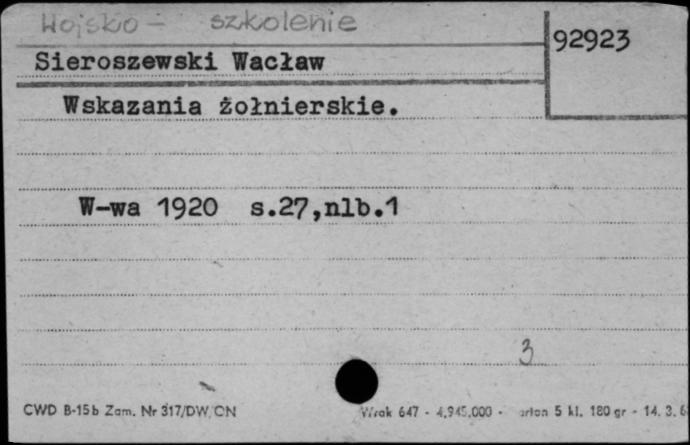 Wojsko - szkolenie
92923
Sieroszewski Wacław
Wskazania żołnierskie.
W-wa 1920 s.27,nlb.1
3
CWD B-15b Zam. Nr 317/DW/CN Wrak 647 - 4.945.000 - arton 5 kl. 180 gr - 14. 3. 6